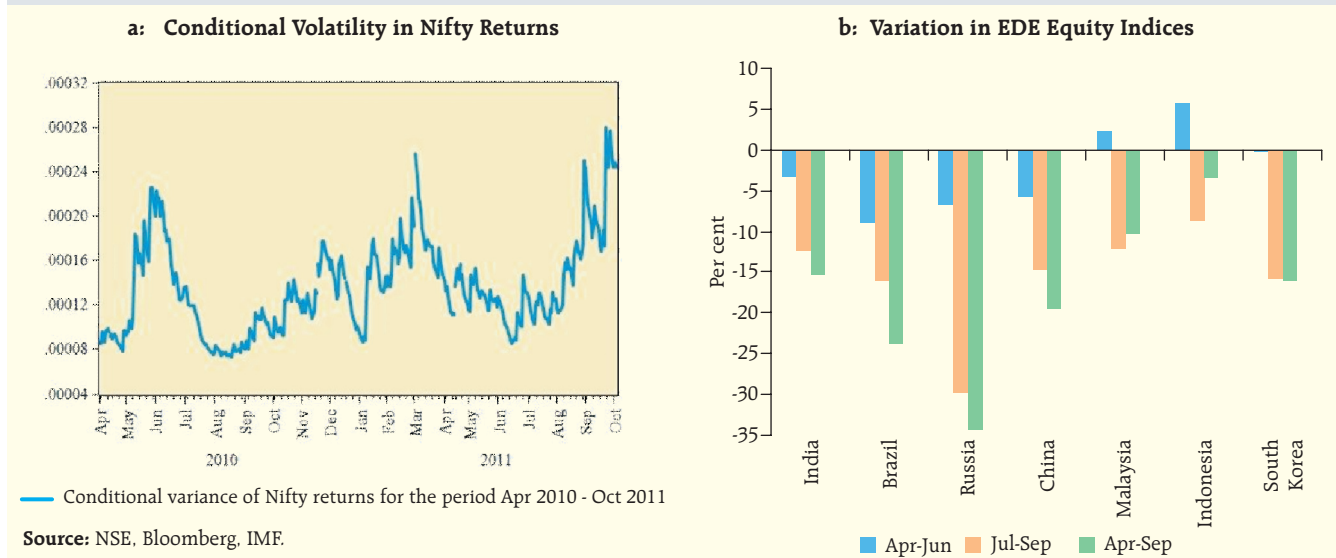 a: Conditional Volatility in Nifty Returns
.00032
.00028
.00024
.00020
.00016
.00012
.00008
.00004
Apr May Jun Jul Aug Sep Oct Nov Dec Jan Feb Mar Apr May Jun Jul Aug Sep Oct
2010 2011
Conditional variance of Nifty returns for the period Apr 2010 - Oct 2011
Source: NSE, Bloomberg, IMF.
b: Variation in EDE Equity Indices
Per cent
10
5
0
-5
-10
-15
-20
-25
-30
-35
India
Brazil
Russia
China
Malaysia
Indonesia
South
Korea
Apr-Jun Jul-Sep Apr-Sep